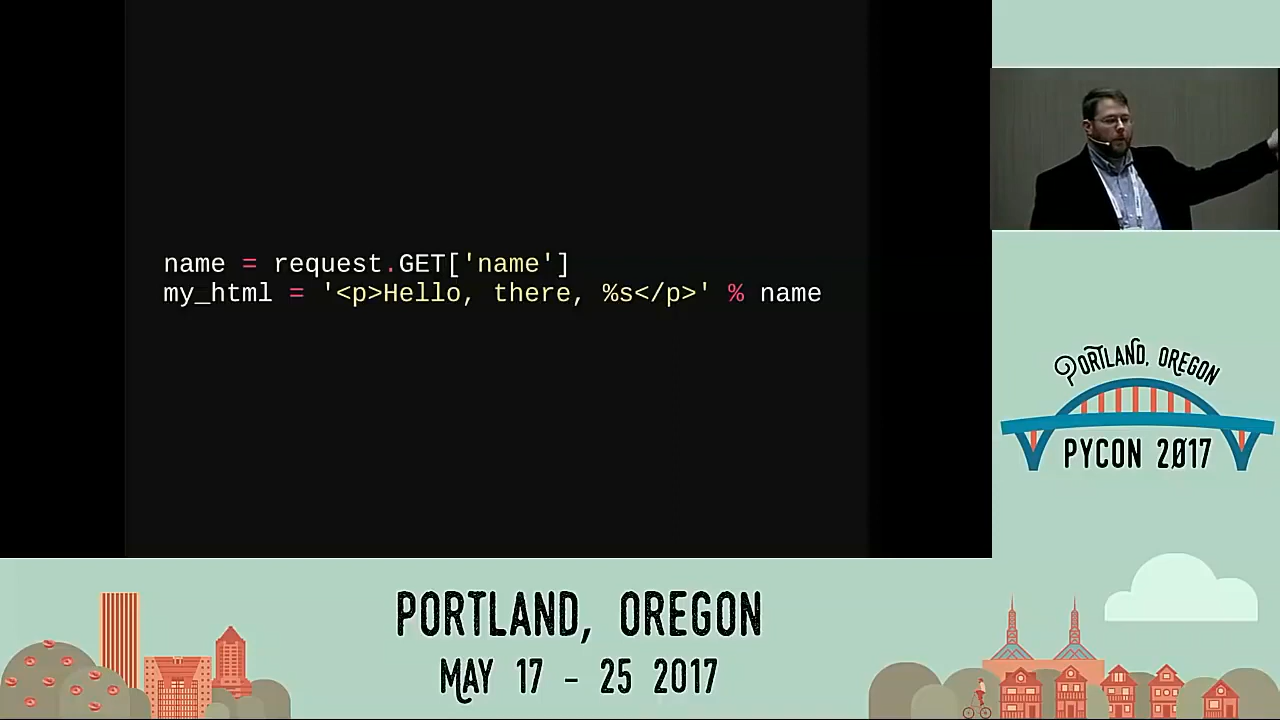 name = request.GET['name']
my_html = '<p>Hello, there, %s</p>' % name
PORTLAND, OREGON
PYCON 2017
PORTLAND, OREGON
MAY 17 - 25 2017